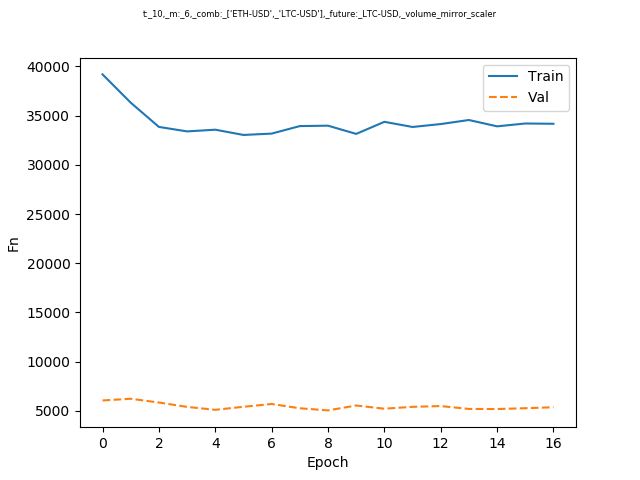 t:_10,_m:_6,_comb:_['ETH-USD',_'LTC-USD'],_future:_LTC-USD,_volume_mirror_scaler
Train
Val
40000
35000
30000
25000
20000
15000
10000
5000
Fn
0 2 4 6 8 10 12 14 16
Epoch